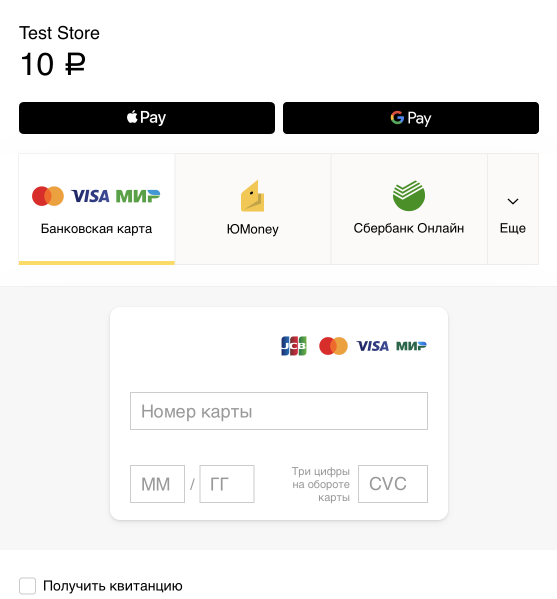 Test Store
10 ₽
Pay
G Pay
VISA МИР
Банковская карта
ЮMoney
Сбербанк Онлайн
Еще
JCB VISA МИР
Номер карты
ММ / ГГ
Три цифры
на обороте
карты
CVC
Получить квитанцию